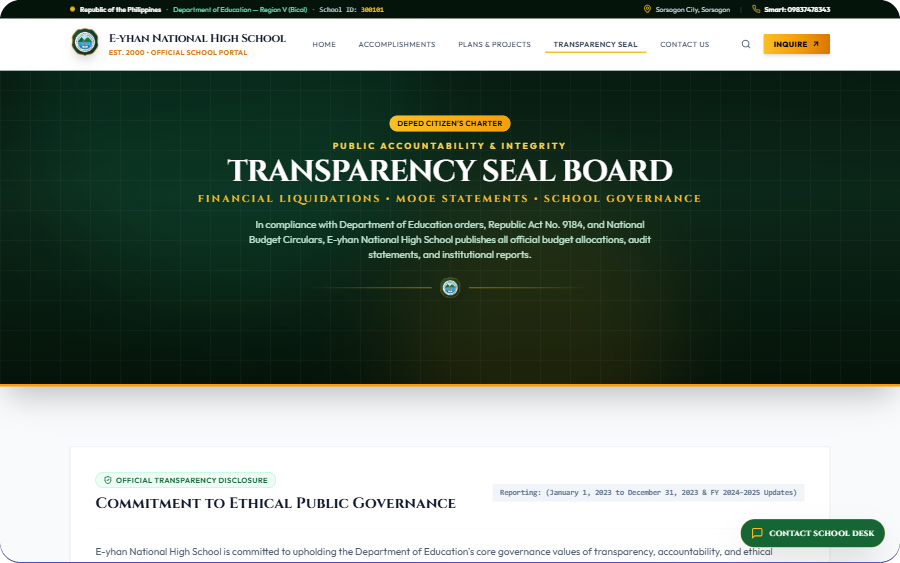 Republic of the Philippines · Department of Education — Region V (Bicol) · School ID: 300101
Sorsogon City, Sorsogon | Smart: 09837478343
E-YHAN NATIONAL HIGH SCHOOL
EST. 2000 • OFFICIAL SCHOOL PORTAL
HOME ACCOMPLISHMENTS PLANS & PROJECTS TRANSPARENCY SEAL CONTACT US INQUIRE
DEPED CITIZEN'S CHARTER
PUBLIC ACCOUNTABILITY & INTEGRITY
TRANSPARENCY SEAL BOARD
FINANCIAL LIQUIDATIONS • MOOE STATEMENTS • SCHOOL GOVERNANCE
In compliance with Department of Education orders, Republic Act No. 9184, and National
Budget Circulars, E-yhan National High School publishes all official budget allocations, audit
statements, and institutional reports.
OFFICIAL TRANSPARENCY DISCLOSURE
COMMITMENT TO ETHICAL PUBLIC GOVERNANCE
Reporting: (January 1, 2023 to December 31, 2023 & FY 2024-2025 Updates)
CONTACT SCHOOL DESK
E-yhan National High School is committed to upholding the Department of Education's core governance values of transparency, accountability, and ethical